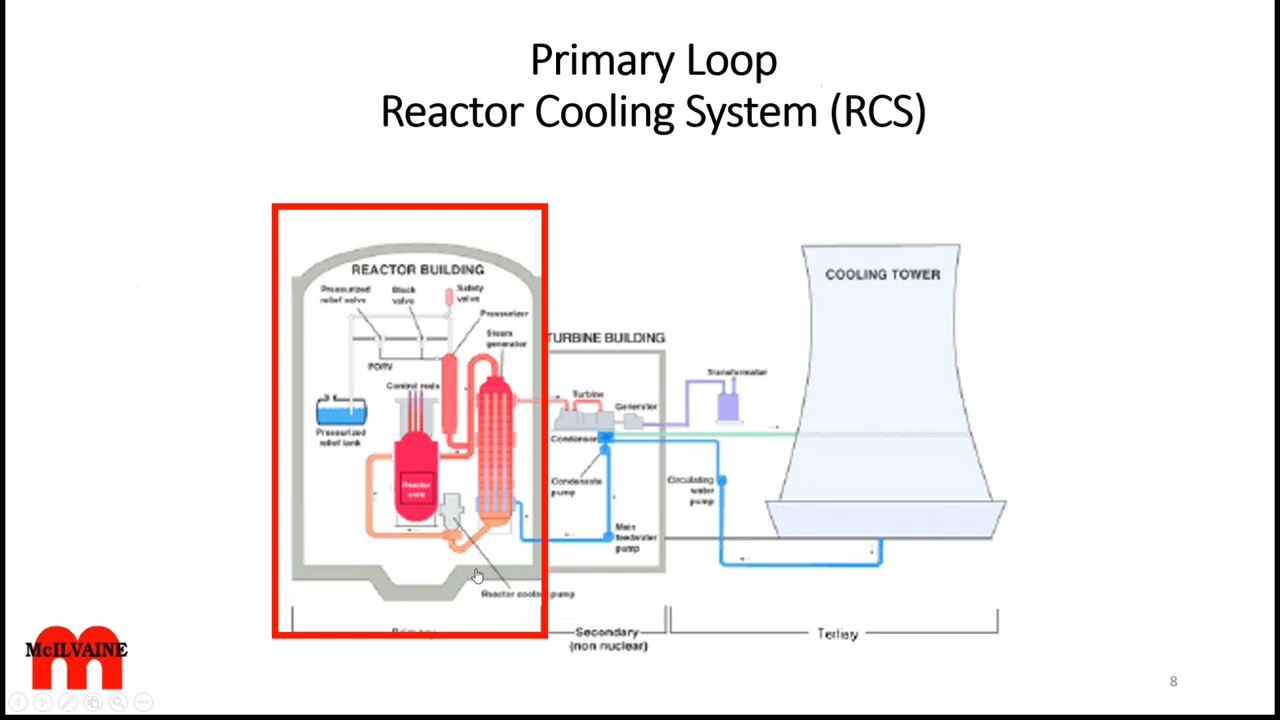 Primary Loop
Reactor Cooling System (RCS)
REACTOR BUILDING
Pressurized
relief valve
Block
valve
Safety
valve
Pressurizer
Steam
generator
PORV
Control rods
Pressurized
relief tank
Reactor
core
Reactor coolant pump
TURBINE BUILDING
Turbine
Generator
Condenser
Condensate
pump
Main
feedwater
pump
Transformator
Circulating
water
pump
COOLING TOWER
Secondary
(non nuclear)
Tertiary
McILVAINE
8